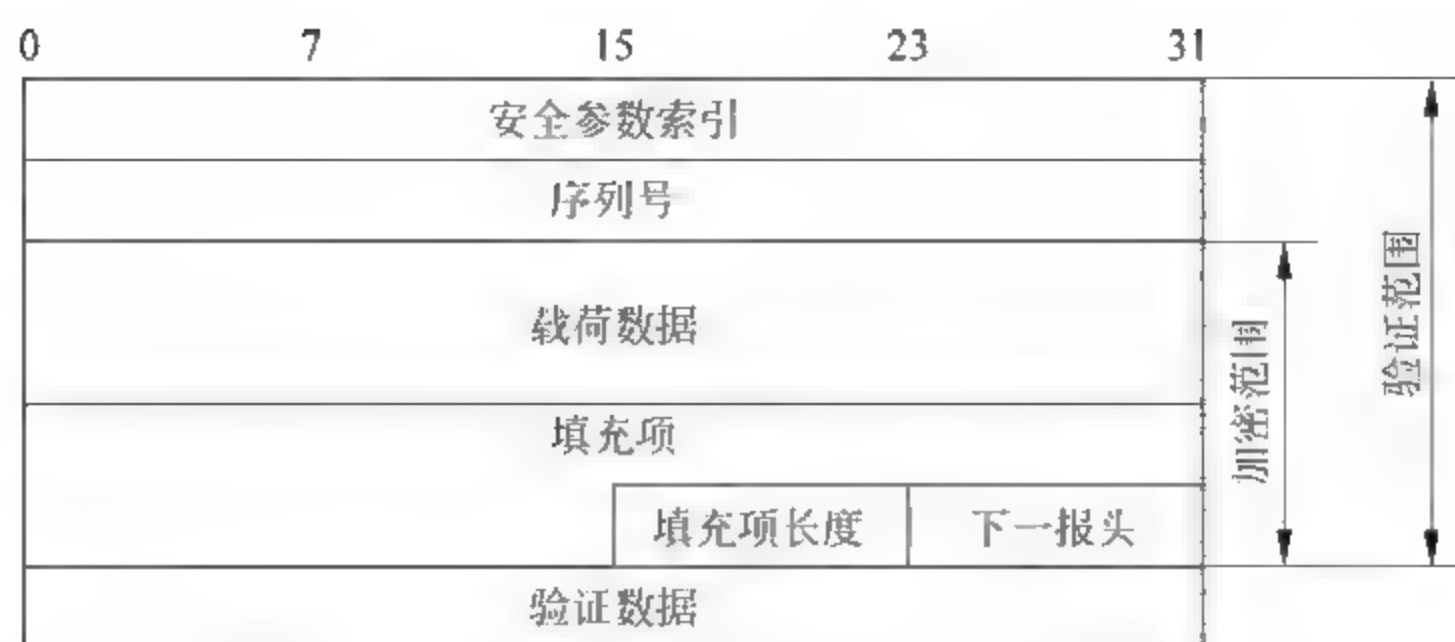 0 7 15 23 31
安全参数索引
序列号
载荷数据
填充项
填充项长度 下一报头
验证数据
加密范围
验证范围